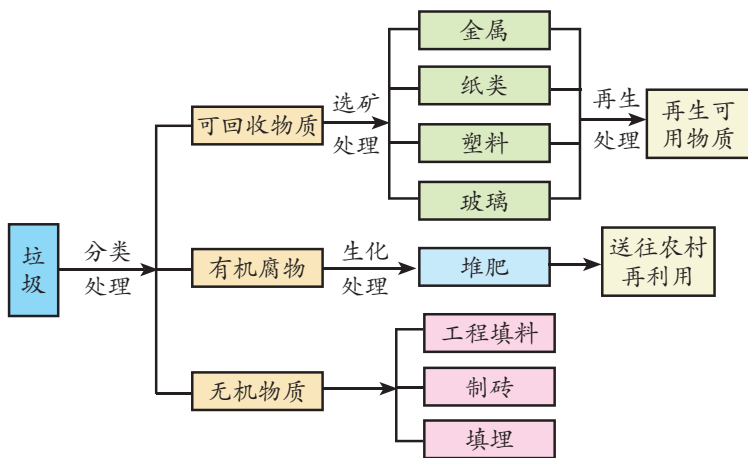 垃圾
分类
处理
可回收物质
选矿
处理
金属
纸类
塑料
玻璃
再生
处理
再生可
用物质
有机腐物
生化
处理
堆肥
送往农村
再利用
无机物质
工程填料
制砖
填埋